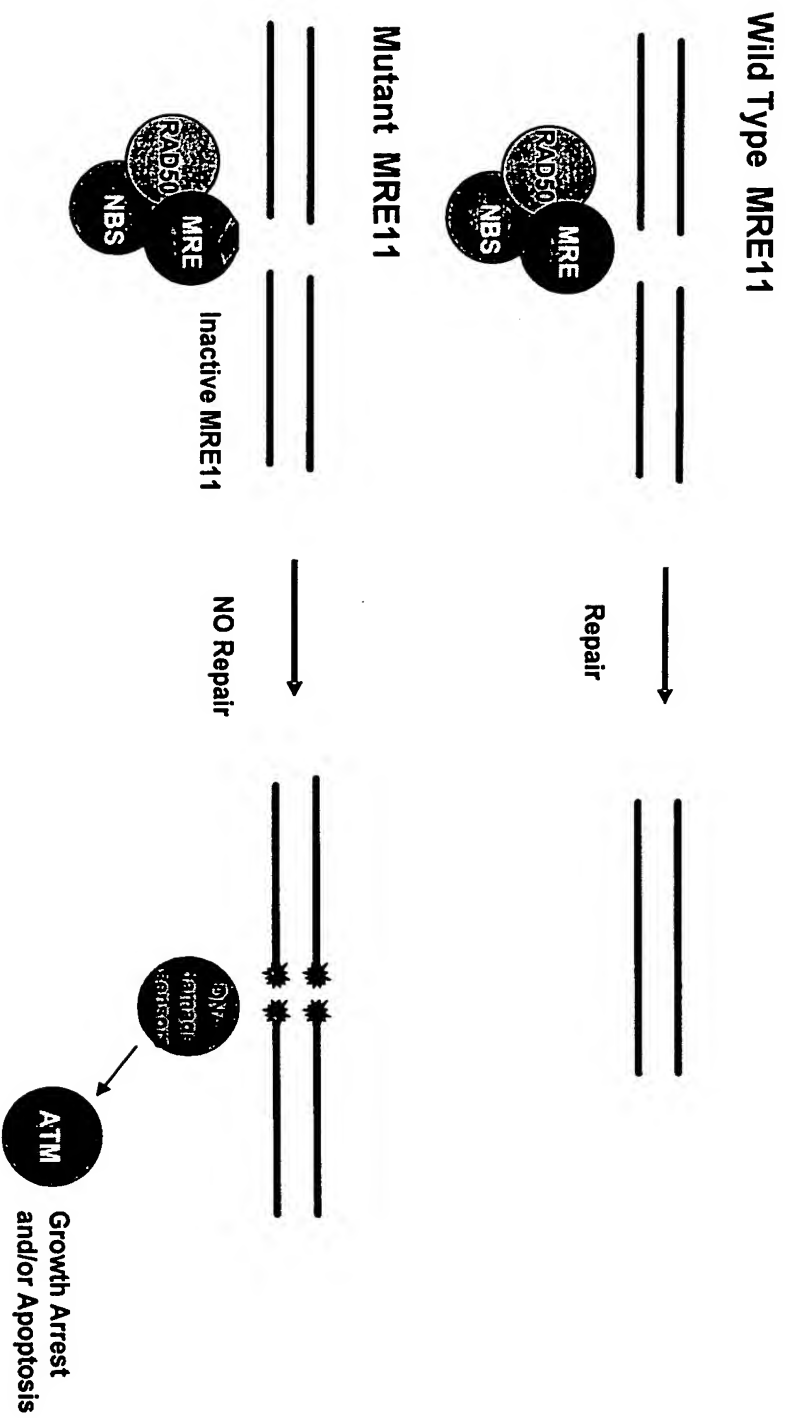 Wild Type MRE11
RAD50
MRE
NBS
Repair
Mutant MRE11
RAD50
MRE
NBS
Inactive MRE11
NO Repair
ATM
Growth Arrest
and/or Apoptosis